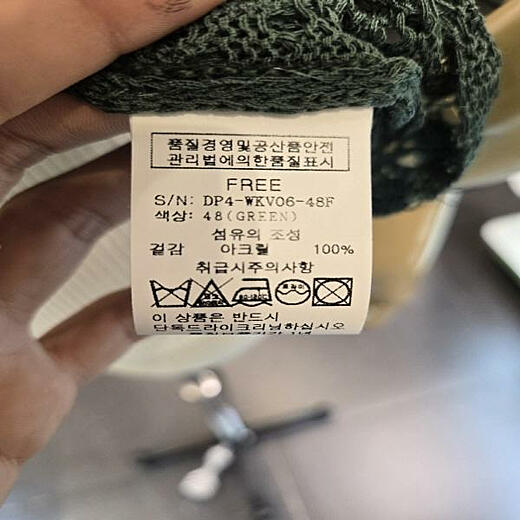 품질경영및공산품안전
관리법에의한품질표시
FREE
S/N: DP4-WKV06-48F
색상: 48(GREEN)
섬유의 조성
겉감 아크릴 100%
취급시주의사항
드라이
이 상품은 반드시
단독드라이크리닝하십시오